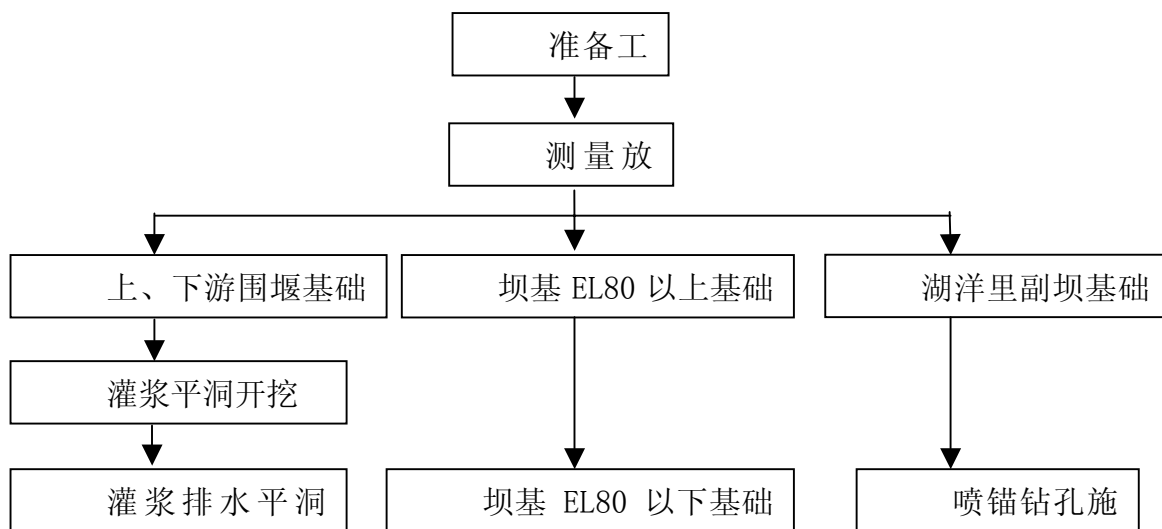 准备工
测量放
上、下游围堰基础
坝基 EL80 以上基础
湖洋里副坝基础
灌浆平洞开挖
灌浆排水平洞
坝基 EL80 以下基础
喷锚钻孔施